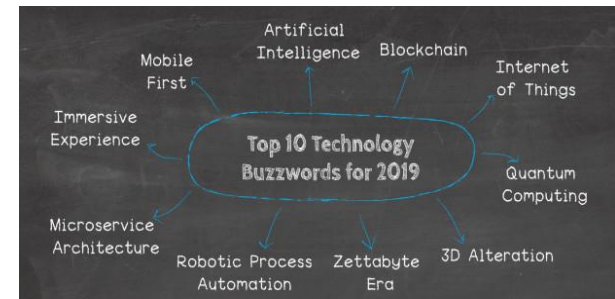 Top 10 Technology
Buzzwords for 2019
Artificial
Intelligence
Blockchain
Internet
of Things
Quantum
Computing
3D Alteration
Zettabyte
Era
Robotic Process
Automation
Microservice
Architecture
Immersive
Experience
Mobile
First